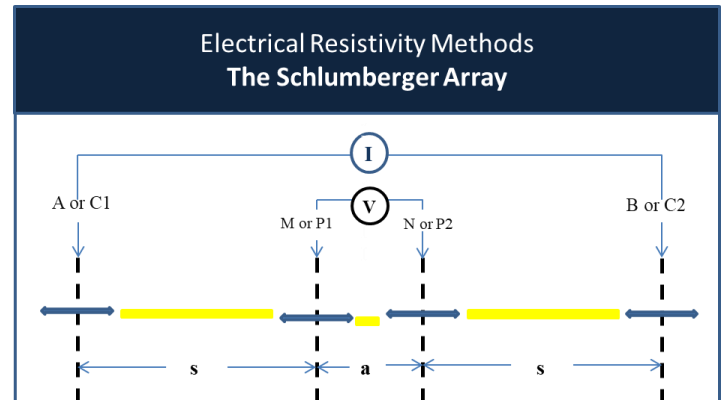 Electrical Resistivity Methods
The Schlumberger Array
I
A or C1
V
B or C2
M or P1
N or P2
s
a
s